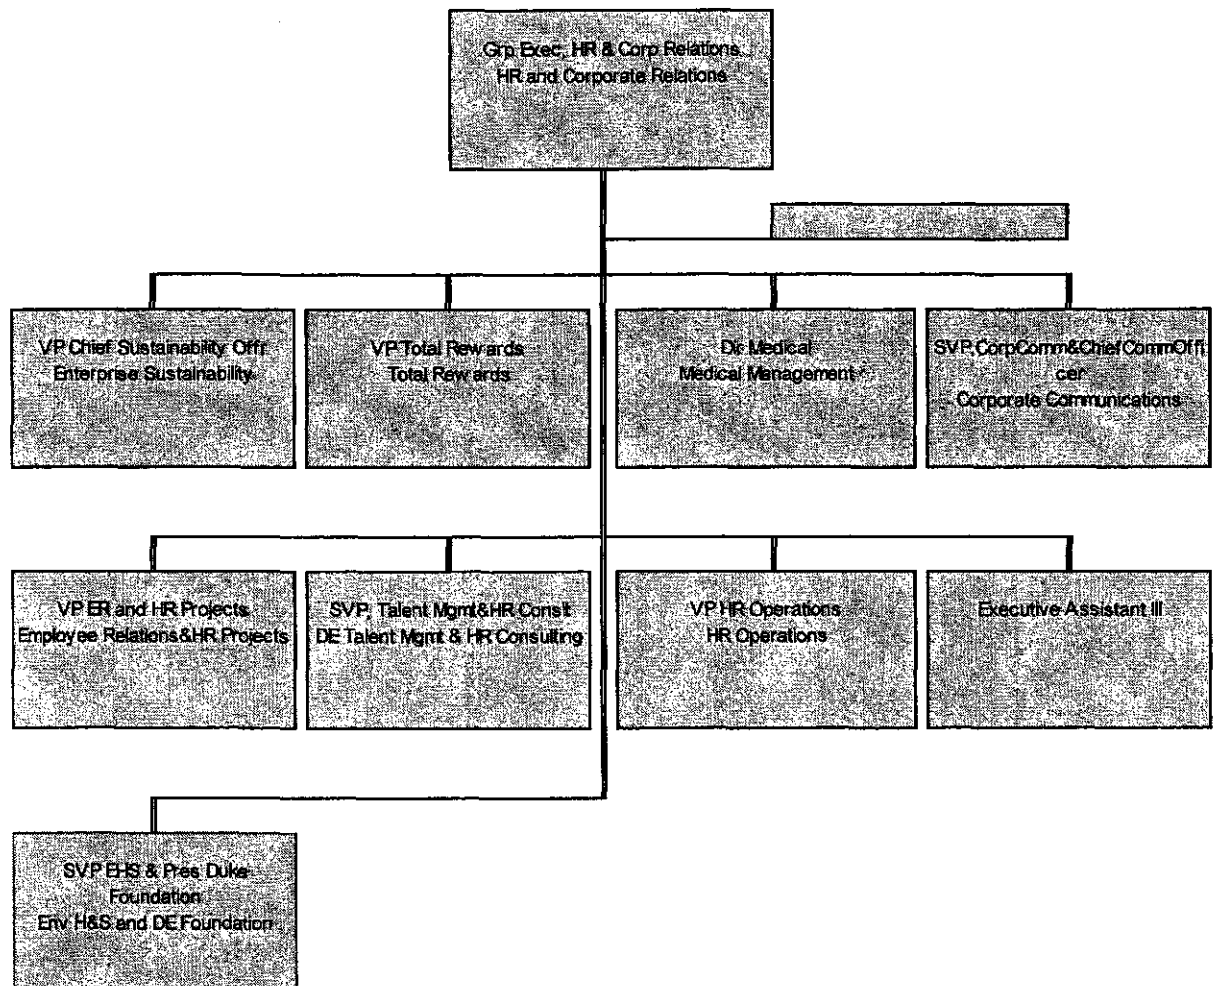 Grp Exec, HR & Corp Relations
HR and Corporate Relations
VP Chief Sustainability Offr
Enterprise Sustainability
VP Total Rewards
Total Rewards
Dir Medical
Medical Management
SVP, CorpComm&ChiefCommOffi
cer
Corporate Communications
VP ER and HR Projects
Employee Relations&HR Projects
SVP, Talent Mgmt&HR Conslt
DE Talent Mgmt & HR Consulting
VP HR Operations
HR Operations
Executive Assistant III
SVP EHS & Pres Duke
Foundation
Env H&S and DE Foundation